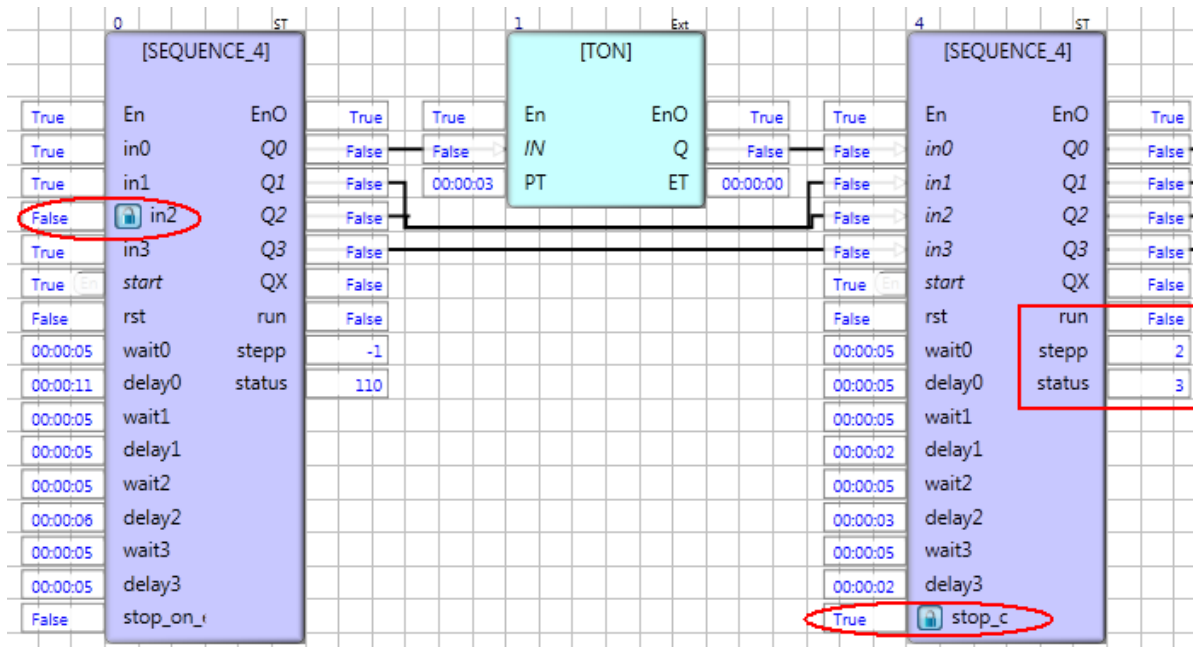 0 ST 1 Ext 4 ST
[SEQUENCE_4] [TON] [SEQUENCE_4]
True En EnO True True En EnO True True En EnO True
True in0 Q0 False False IN Q False False in0 Q0 False
True in1 Q1 False 00:00:03 PT ET 00:00:00 False in1 Q1 False
False in2 Q2 False False in2 Q2 False
True in3 Q3 False False in3 Q3 False
True En start QX False True En start QX False
False rst run False False rst run False
00:00:05 wait0 stepp -1 00:00:05 wait0 stepp 2
00:00:11 delay0 status 110 00:00:05 delay0 status 3
00:00:05 wait1 00:00:05 wait1
00:00:05 delay1 00:00:02 delay1
00:00:05 wait2 00:00:05 wait2
00:00:06 delay2 00:00:03 delay2
00:00:05 wait3 00:00:05 wait3
00:00:05 delay3 00:00:02 delay3
False stop_on_e True stop_c